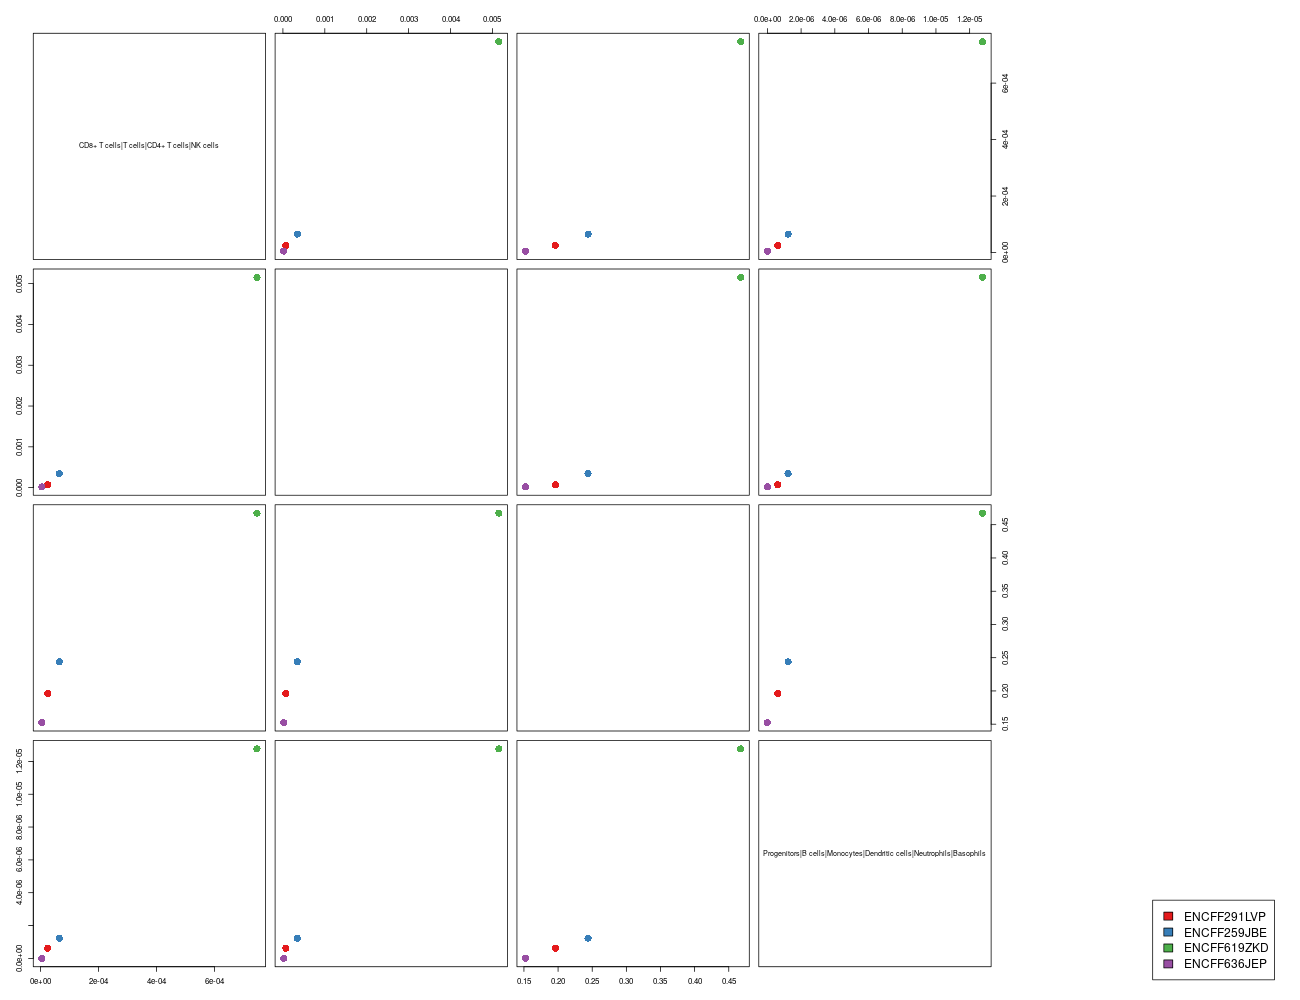 0.000 0.001 0.002 0.003 0.004 0.005
0.0e+00 2.0e-06 4.0e-06 6.0e-06 8.0e-06 1.0e-05 1.2e-05
CD8+ T cells|T cells|CD4+ T cells|NK cells
0e+00 2e-04 4e-04 6e-04
0.000 0.001 0.002 0.003 0.004 0.005
0.15 0.20 0.25 0.30 0.35 0.40 0.45
0.0e+00 4.0e-06 6.0e-06 8.0e-06 1.0e-05 1.2e-05
Progenitors|B cells|Monocytes|Dendritic cells|Neutrophils|Basophils
0e+00 2e-04 4e-04 6e-04
0.15 0.20 0.25 0.30 0.35 0.40 0.45
ENCFF291LVP
ENCFF259JBE
ENCFF619ZKD
ENCFF636JEP